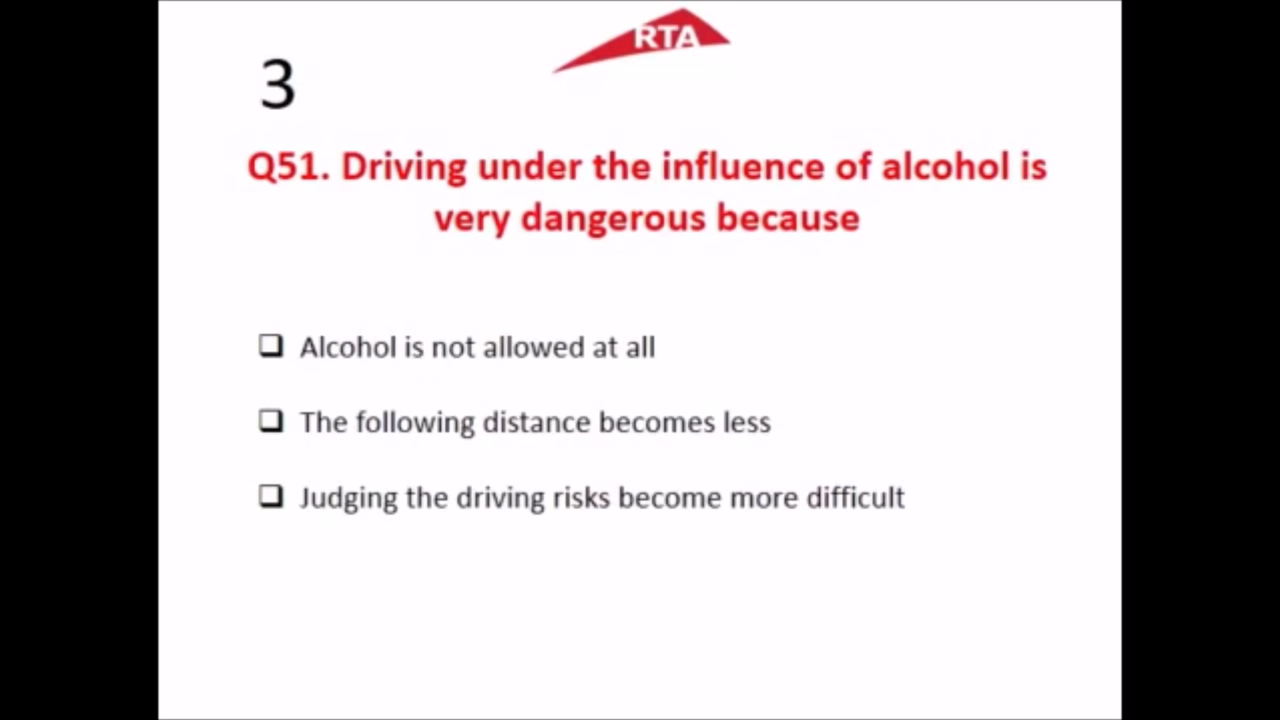 RTA
3
Q51. Driving under the influence of alcohol is
very dangerous because
❑ Alcohol is not allowed at all
❑ The following distance becomes less
❑ Judging the driving risks become more difficult